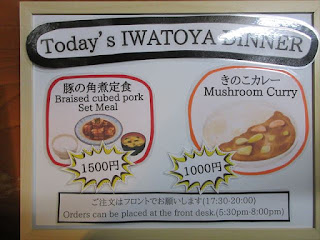 Today's IWATOYA DINNER
豚の角煮定食
Braised cubed pork
Set Meal
1500円
きのこカレー
Mushroom Curry
1000円
ご注文はフロントでお願いします(17:30-20:00)
Orders can be placed at the front desk.(5:30pm-8:00pm)